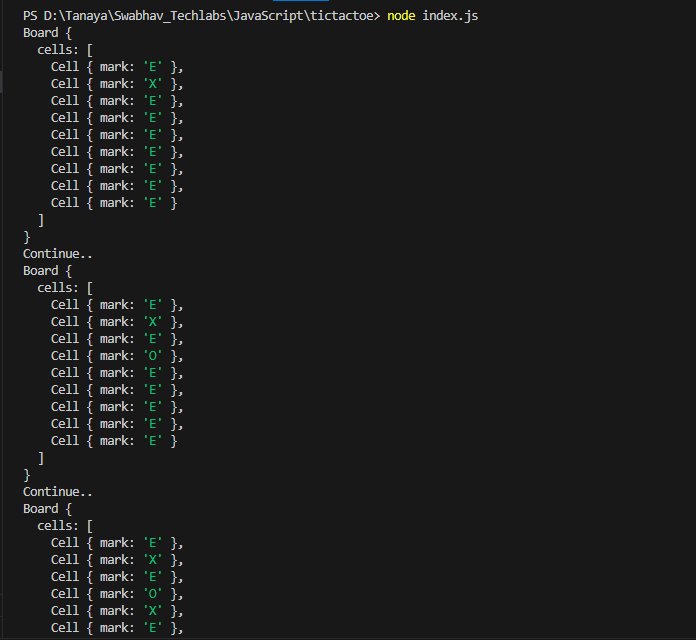 PS D:\Tanaya\Swabhav_Techlabs\JavaScript\tictactoe> node index.js
Board {
  cells: [
    Cell { mark: 'E' },
    Cell { mark: 'X' },
    Cell { mark: 'E' },
    Cell { mark: 'E' },
    Cell { mark: 'E' },
    Cell { mark: 'E' },
    Cell { mark: 'E' },
    Cell { mark: 'E' },
    Cell { mark: 'E' }
  ]
}
Continue..
Board {
  cells: [
    Cell { mark: 'E' },
    Cell { mark: 'X' },
    Cell { mark: 'E' },
    Cell { mark: 'O' },
    Cell { mark: 'E' },
    Cell { mark: 'E' },
    Cell { mark: 'E' },
    Cell { mark: 'E' },
    Cell { mark: 'E' }
  ]
}
Continue..
Board {
  cells: [
    Cell { mark: 'E' },
    Cell { mark: 'X' },
    Cell { mark: 'E' },
    Cell { mark: 'O' },
    Cell { mark: 'X' },
    Cell { mark: 'E' },